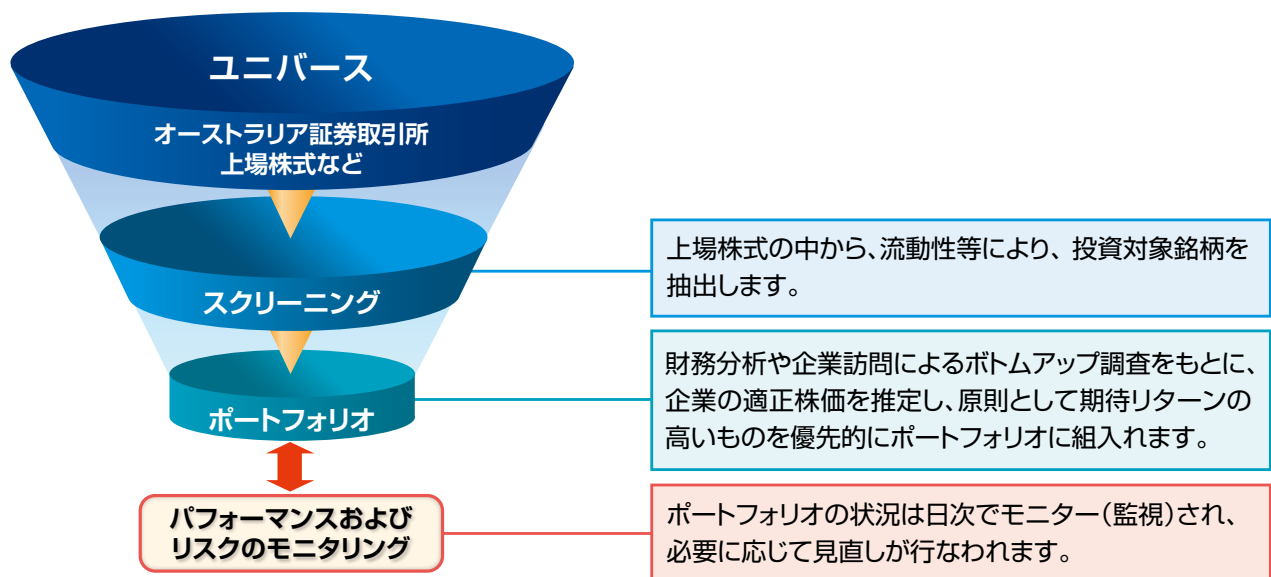 ユニバース
オーストラリア証券取引所
上場株式など
スクリーニング
ポートフォリオ
パフォーマンスおよび
リスクのモニタリング
上場株式の中から、流動性等により、投資対象銘柄を
抽出します。
財務分析や企業訪問によるボトムアップ調査をもとに、
企業の適正株価を推定し、原則として期待リターンの
高いものを優先的にポートフォリオに組入れます。
ポートフォリオの状況は日次でモニター（監視）され、
必要に応じて見直しが行なわれます。